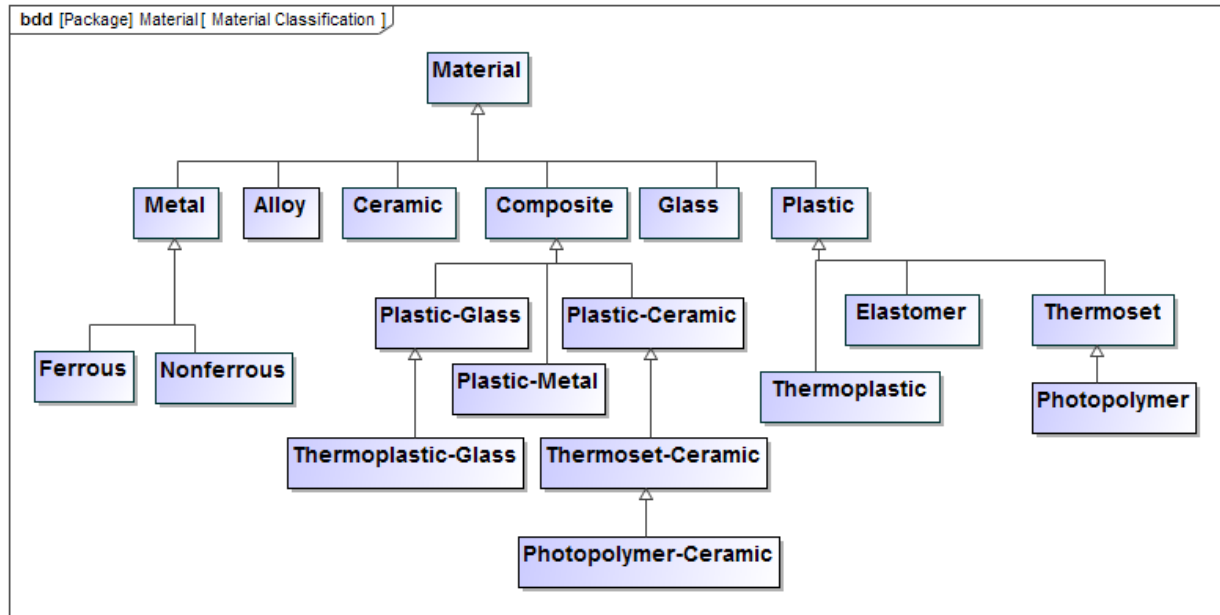 bdd [Package] Material[ Material Classification ]
Material
Metal
Alloy
Ceramic
Composite
Glass
Plastic
Plastic-Glass
Plastic-Ceramic
Elastomer
Thermoset
Ferrous
Nonferrous
Plastic-Metal
Thermoplastic
Photopolymer
Thermoplastic-Glass
Thermoset-Ceramic
Photopolymer-Ceramic